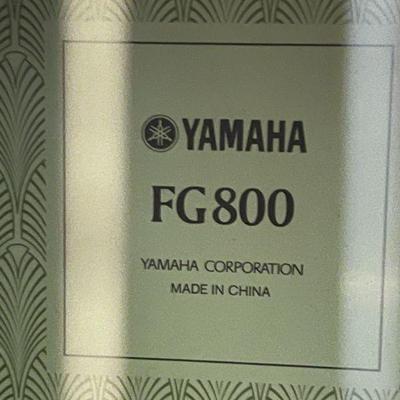 YAMAHA
FG800
YAMAHA CORPORATION
MADE IN CHINA